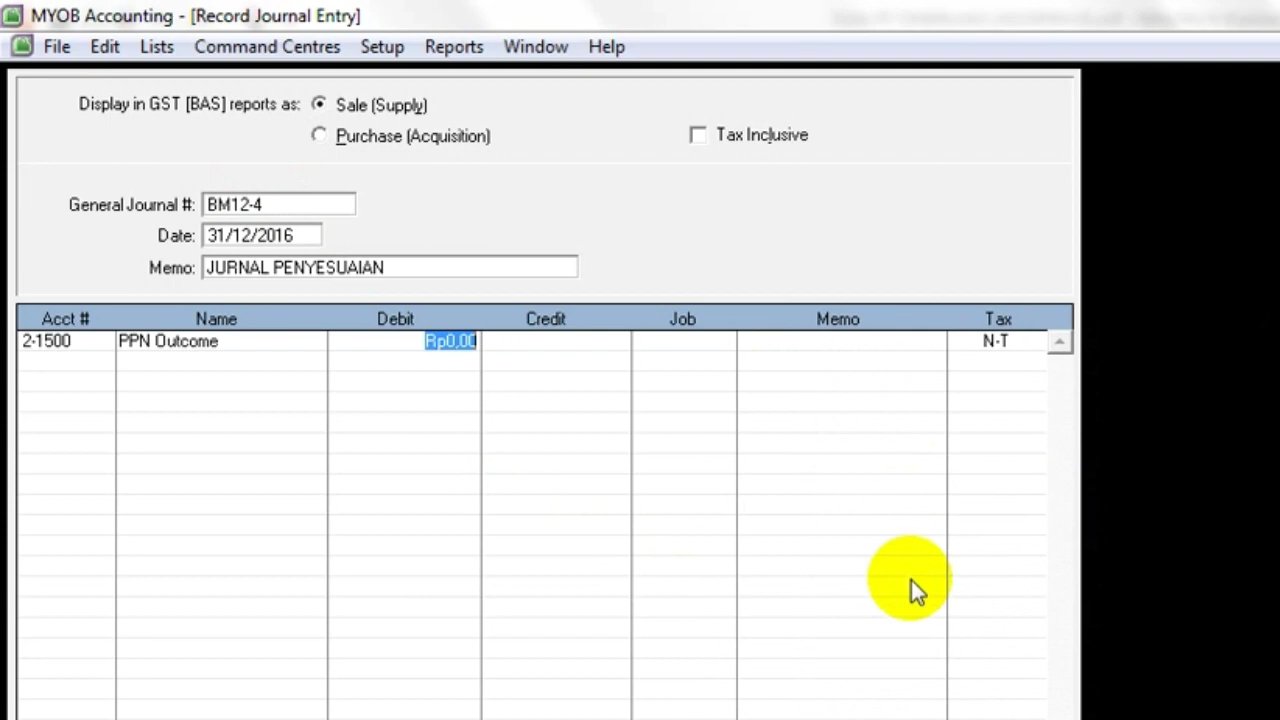 MYOB Accounting - [Record Journal Entry]
File Edit Lists Command Centres Setup Reports Window Help
Display in GST [BAS] reports as: Sale (Supply)
Purchase (Acquisition) Tax Inclusive
General Journal #: BM12-4
Date: 31/12/2016
Memo: JURNAL PENYESUAIAN
Acct # Name Debit Credit Job Memo Tax
2-1500 PPN Outcome Rp0,00 N-T